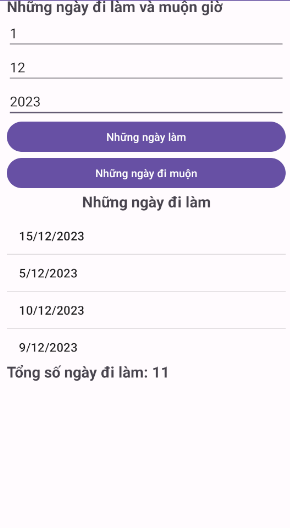 Những ngày đi làm và muộn giờ
1
12
2023
Những ngày làm
Những ngày đi muộn
Những ngày đi làm
15/12/2023
5/12/2023
10/12/2023
9/12/2023
Tổng số ngày đi làm: 11